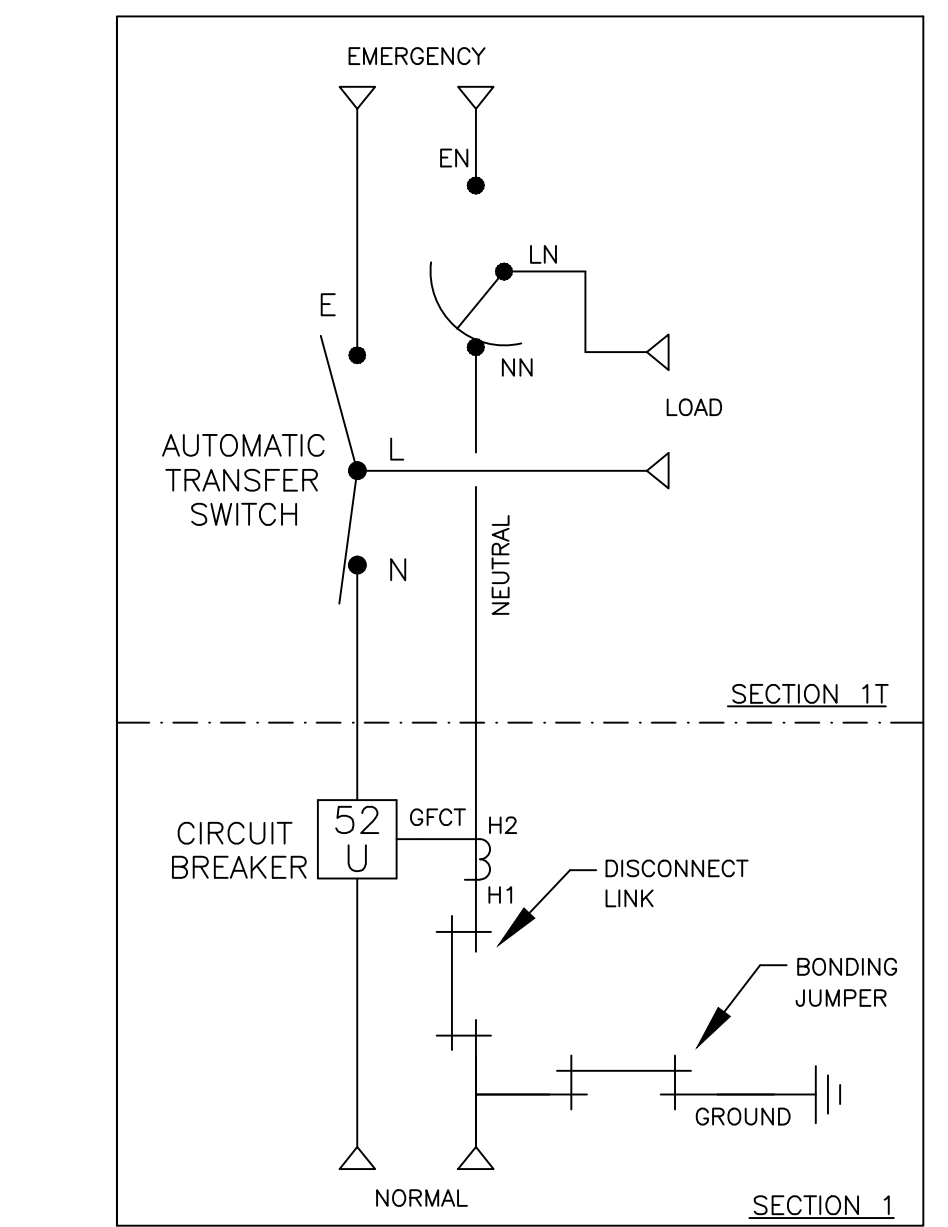 EMERGENCY
EN
LN
E
NN
LOAD
AUTOMATIC
TRANSFER
SWITCH
L
N
NEUTRAL
SECTION 1T
CIRCUIT
BREAKER
52
U
GFCT
H2
H1
DISCONNECT
LINK
BONDING
JUMPER
GROUND
NORMAL
SECTION 1